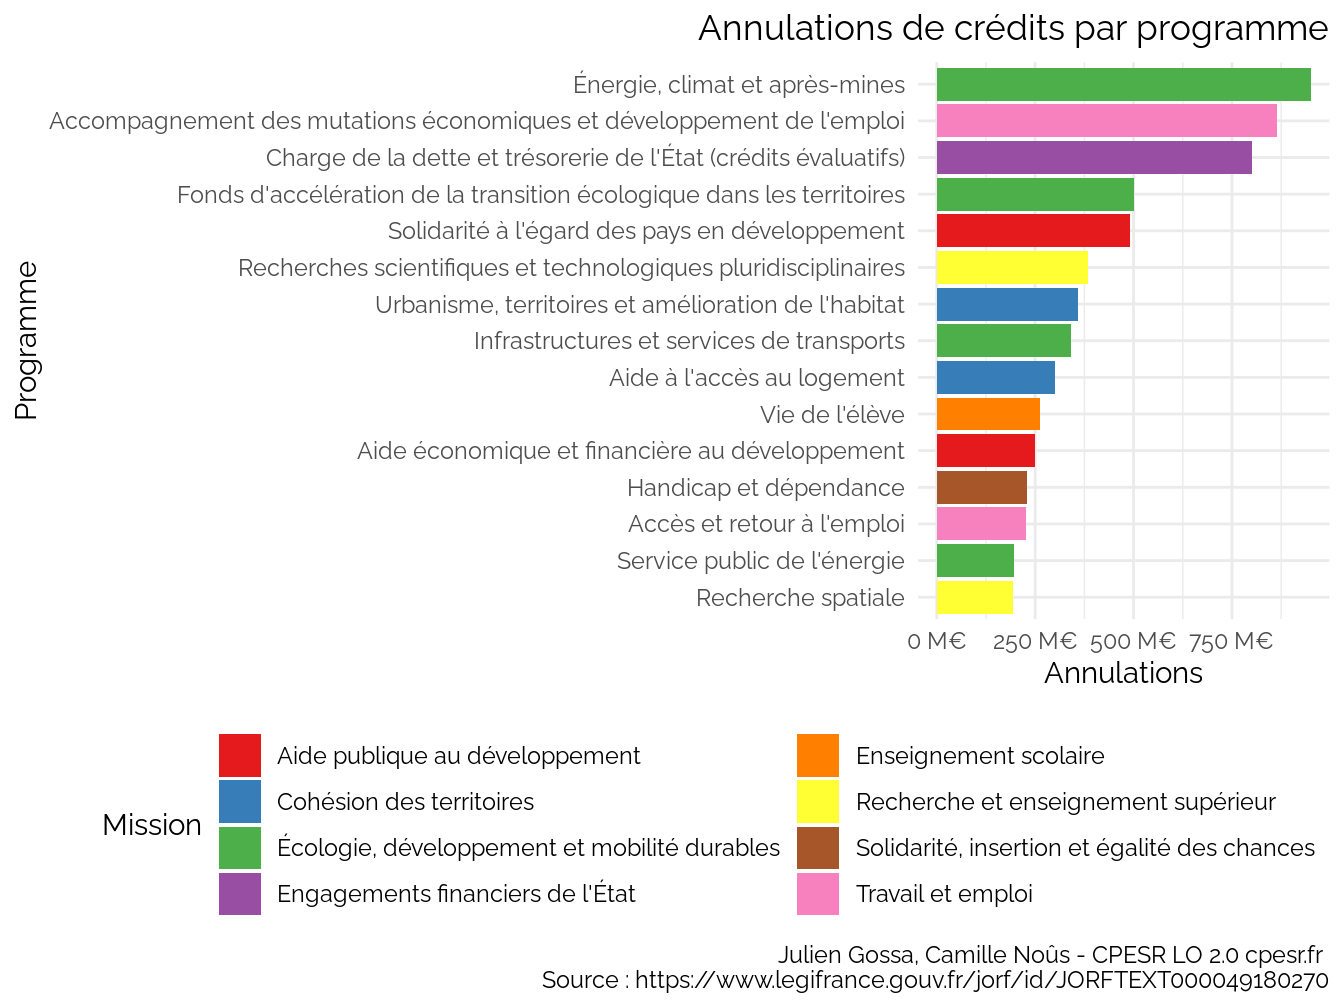 Annulations de crédits par programme
Programme
Énergie, climat et après-mines
Accompagnement des mutations économiques et développement de l'emploi
Charge de la dette et trésorerie de l'État (crédits évaluatifs)
Fonds d'accélération de la transition écologique dans les territoires
Solidarité à l'égard des pays en développement
Recherches scientifiques et technologiques pluridisciplinaires
Urbanisme, territoires et amélioration de l'habitat
Infrastructures et services de transports
Aide à l'accès au logement
Vie de l'élève
Aide économique et financière au développement
Handicap et dépendance
Accès et retour à l'emploi
Service public de l'énergie
Recherche spatiale
0 M€ 250 M€ 500 M€ 750 M€
Annulations
Mission
Aide publique au développement
Cohésion des territoires
Écologie, développement et mobilité durables
Engagements financiers de l'État
Enseignement scolaire
Recherche et enseignement supérieur
Solidarité, insertion et égalité des chances
Travail et emploi
Julien Gossa, Camille Noûs - CPESR LO 2.0 cpesr.fr
Source : https://www.legifrance.gouv.fr/jorf/id/JORFTEXT000049180270